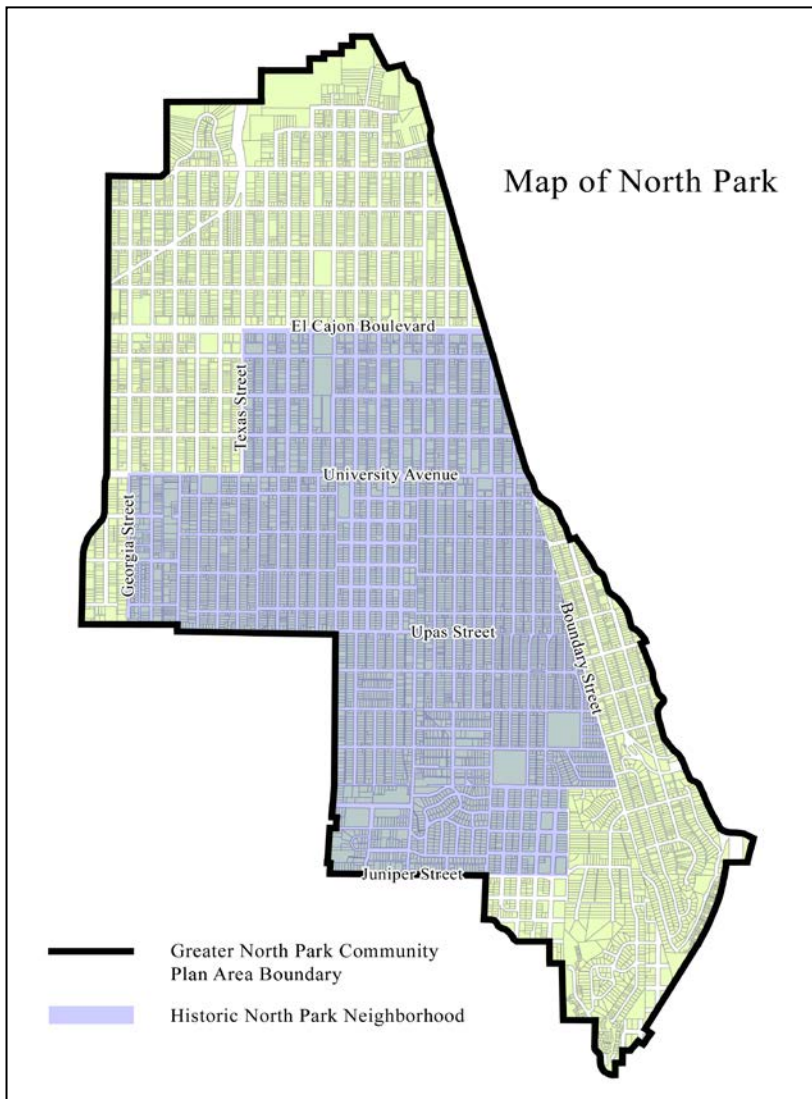 Map of North Park
El Cajon Boulevard
Texas Street
University Avenue
Georgia Street
Upas Street
Boundary Street
Juniper Street
Greater North Park Community
Plan Area Boundary
Historic North Park Neighborhood